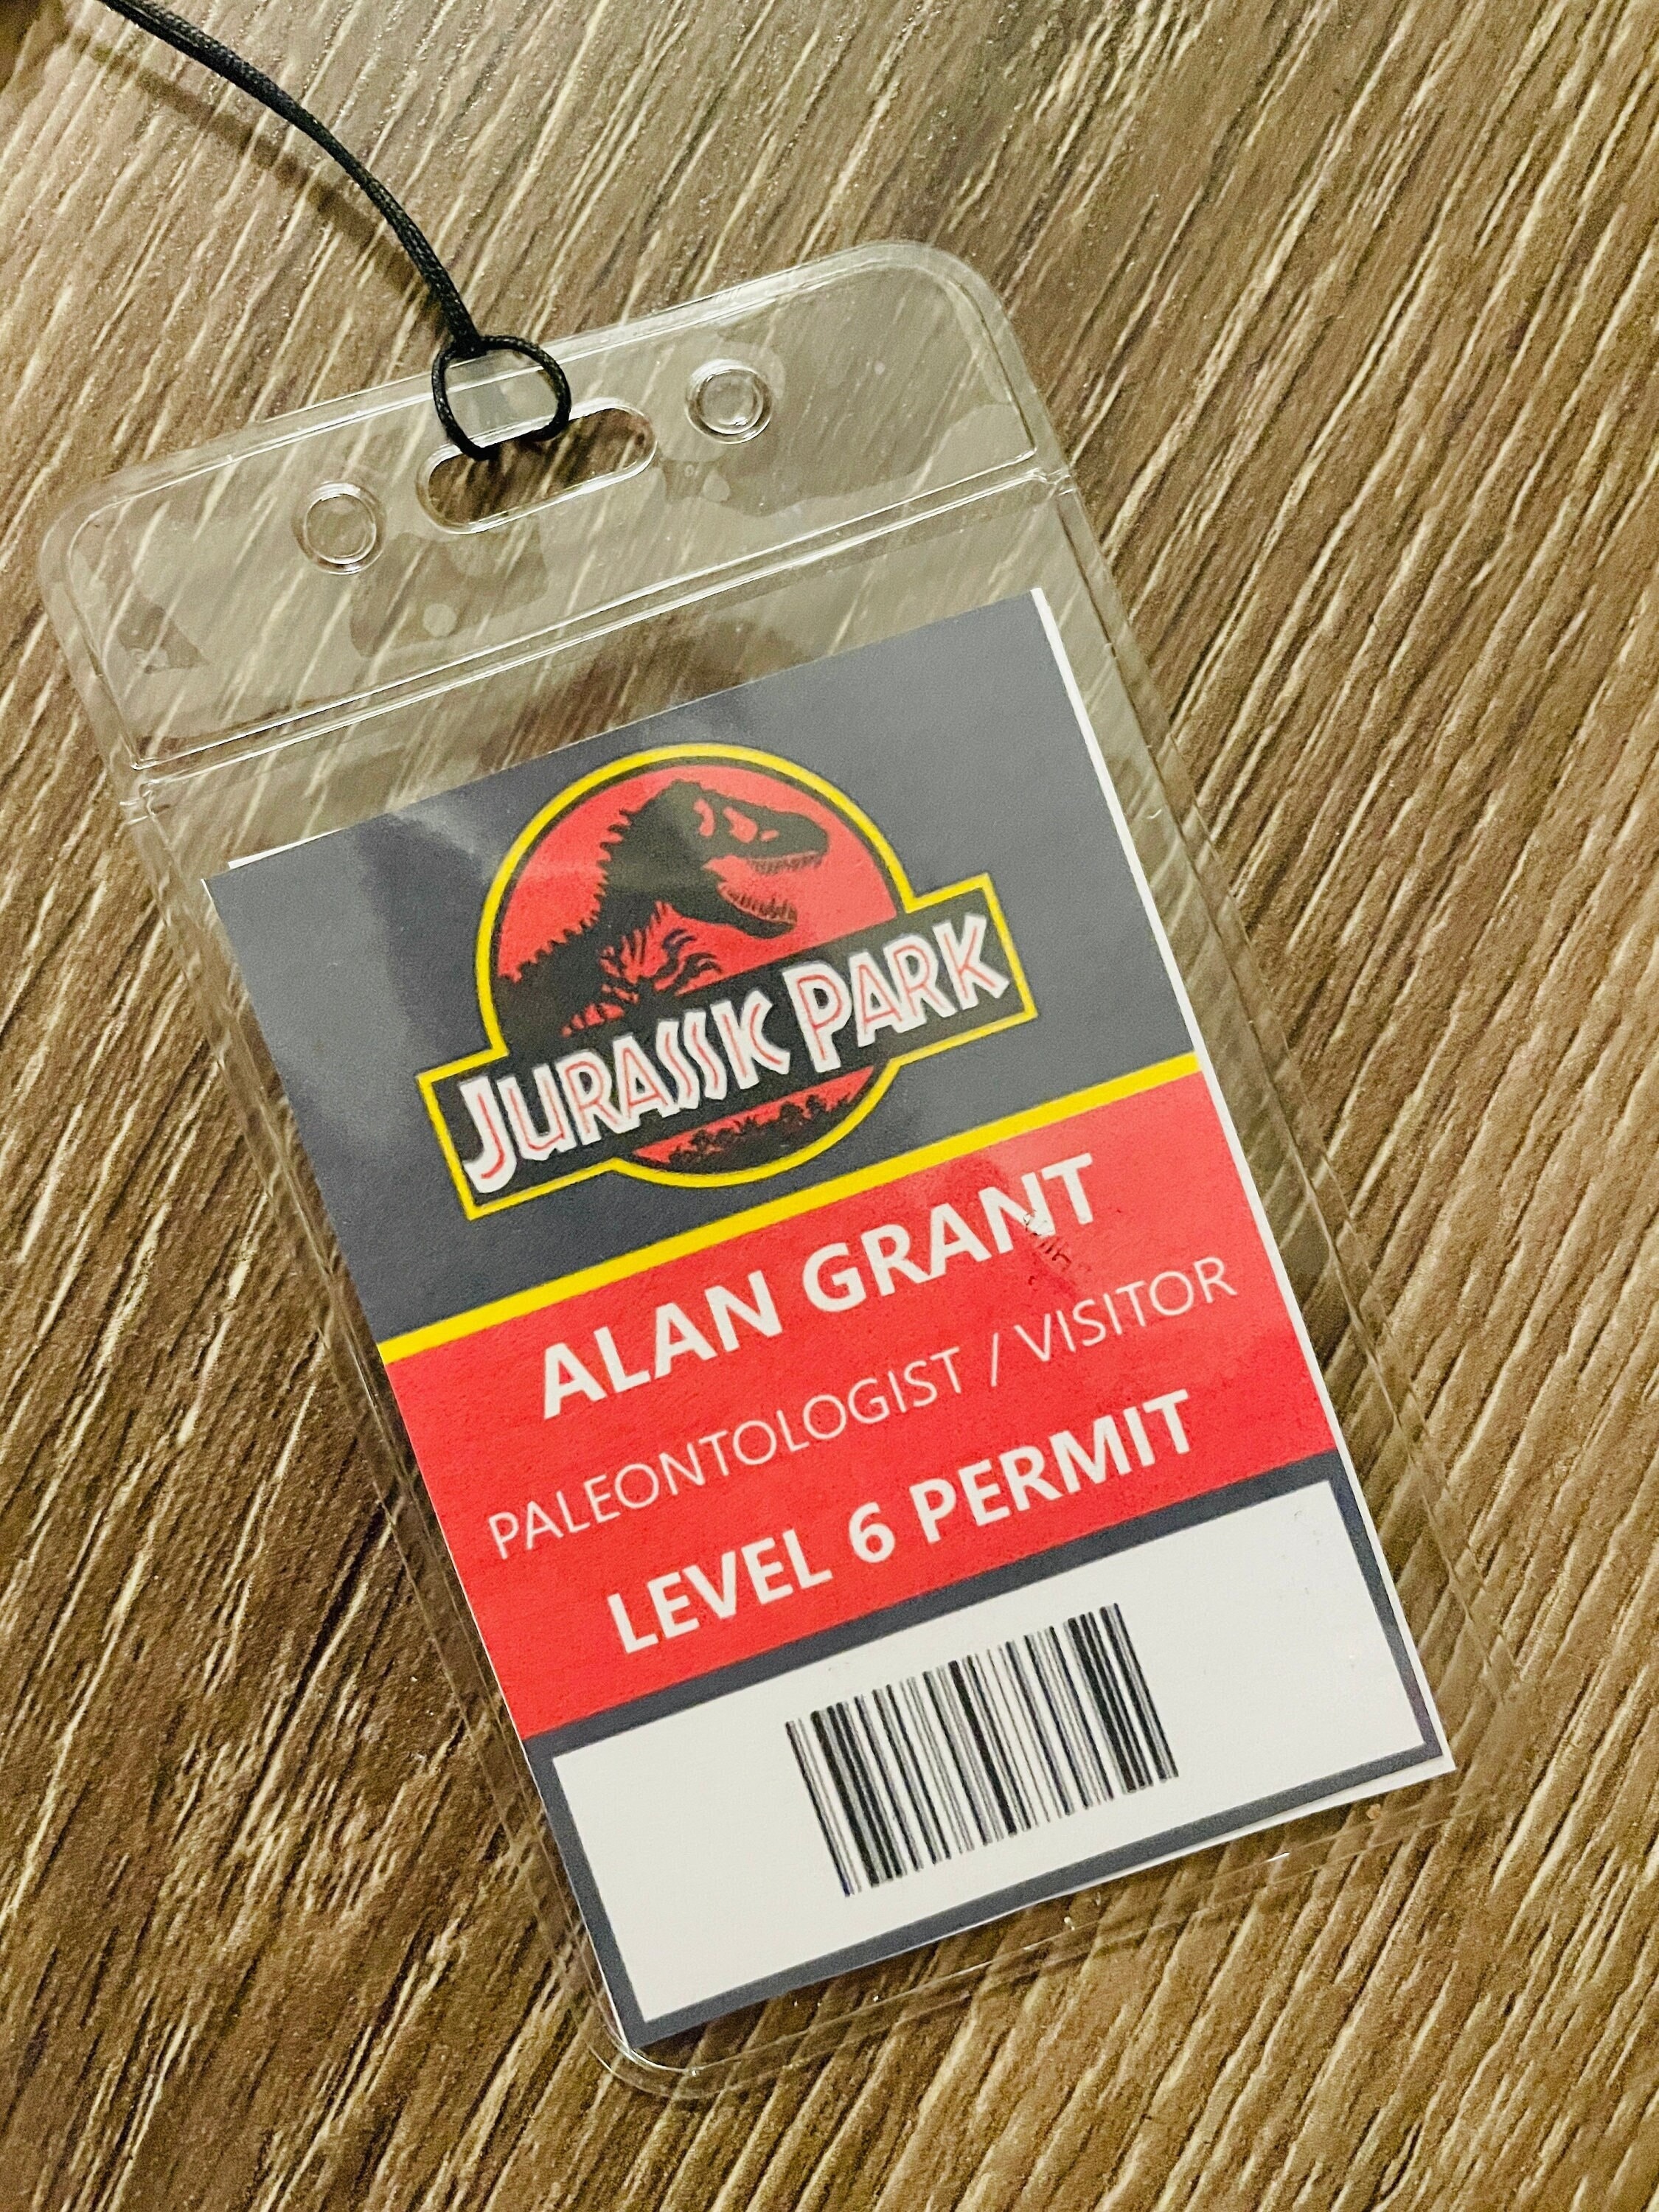 JURASSIC PARK
ALAN GRANT
PALEONTOLOGIST / VISITOR
LEVEL 6 PERMIT